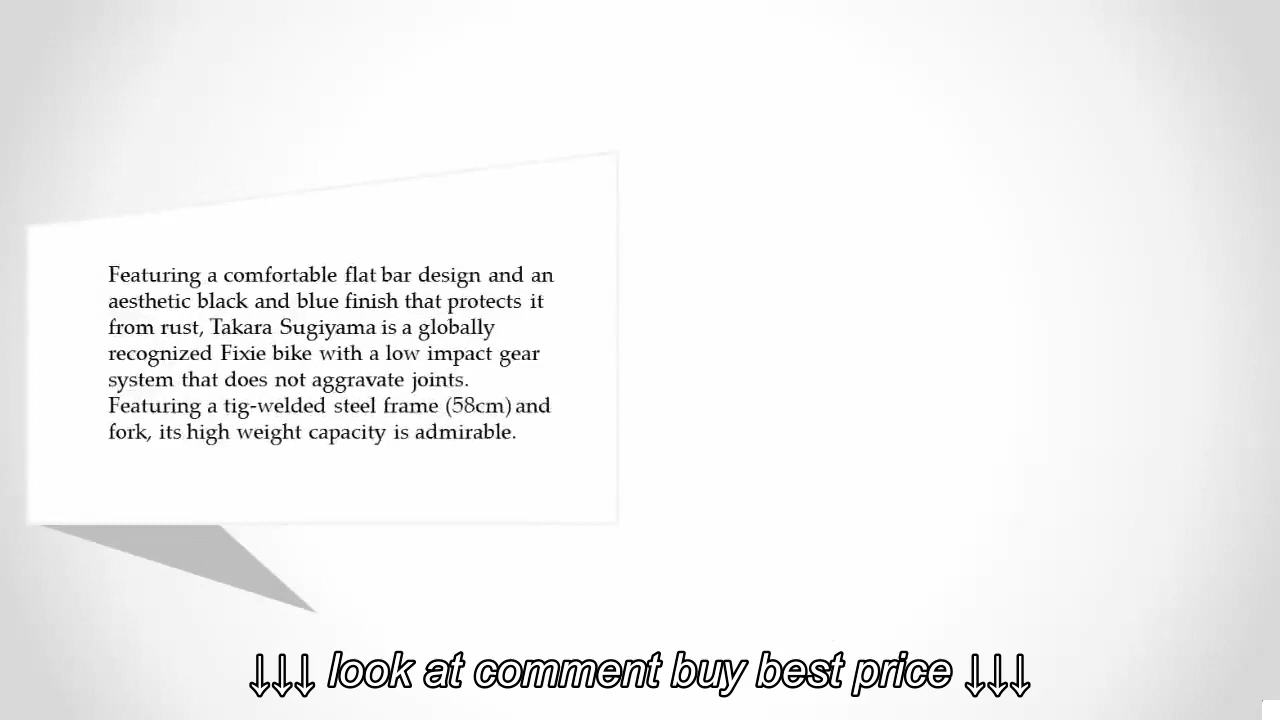 Featuring a comfortable flat bar design and an
aesthetic black and blue finish that protects it
from rust, Takara Sugiyama is a globally
recognized Fixie bike with a low impact gear
system that does not aggravate joints.
Featuring a tig-welded steel frame (58cm) and
fork, its high weight capacity is admirable.
↓↓↓ look at comment buy best price ↓↓↓